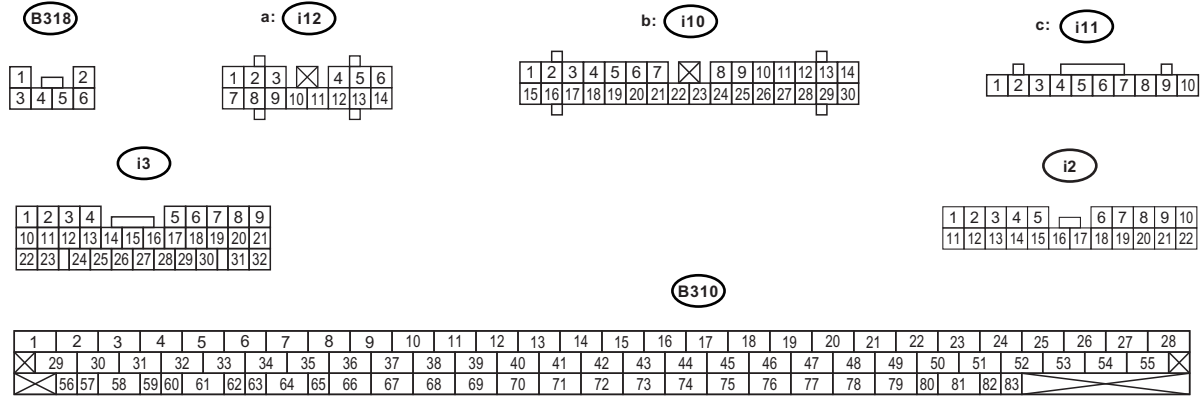 B318
a: i12
b: i10
c: i11
1 2
3 4 5 6
1 2 3 4 5 6
7 8 9 10 11 12 13 14
1 2 3 4 5 6 7 8 9 10 11 12 13 14
15 16 17 18 19 20 21 22 23 24 25 26 27 28 29 30
1 2 3 4 5 6 7 8 9 10
i3
i2
1 2 3 4 5 6 7 8 9
10 11 12 13 14 15 16 17 18 19 20 21
22 23 24 25 26 27 28 29 30 31 32
1 2 3 4 5 6 7 8 9 10
11 12 13 14 15 16 17 18 19 20 21 22
B310
1 2 3 4 5 6 7 8 9 10 11 12 13 14 15 16 17 18 19 20 21 22 23 24 25 26 27 28
29 30 31 32 33 34 35 36 37 38 39 40 41 42 43 44 45 46 47 48 49 50 51 52 53 54 55
56 57 58 59 60 61 62 63 64 65 66 67 68 69 70 71 72 73 74 75 76 77 78 79 80 81 82 83